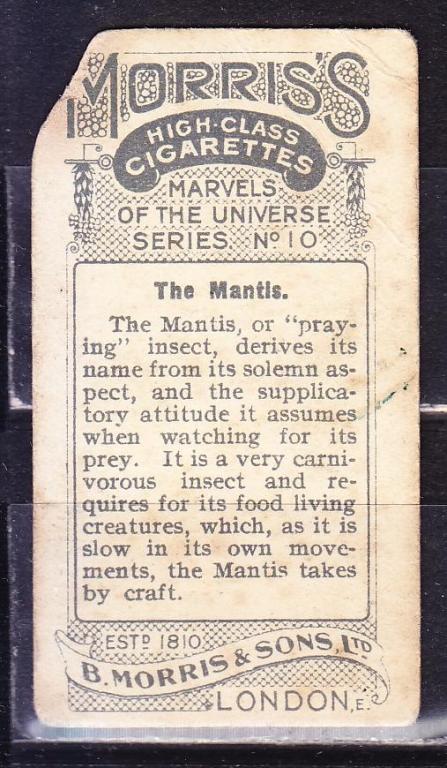 MORRIS'S
HIGH-CLASS
CIGARETTES
MARVELS
OF THE UNIVERSE
SERIES No 10
The Mantis.
The Mantis, or "pray-
ing" insect, derives its
name from its solemn as-
pect, and the supplica-
tory attitude it assumes
when watching for its
prey. It is a very carni-
vorous insect and re-
quires for its food living
creatures, which, as it is
slow in its own move-
ments, the Mantis takes
by craft.
ESTD 1810
B. MORRIS & SONS, LTD
LONDON, E.